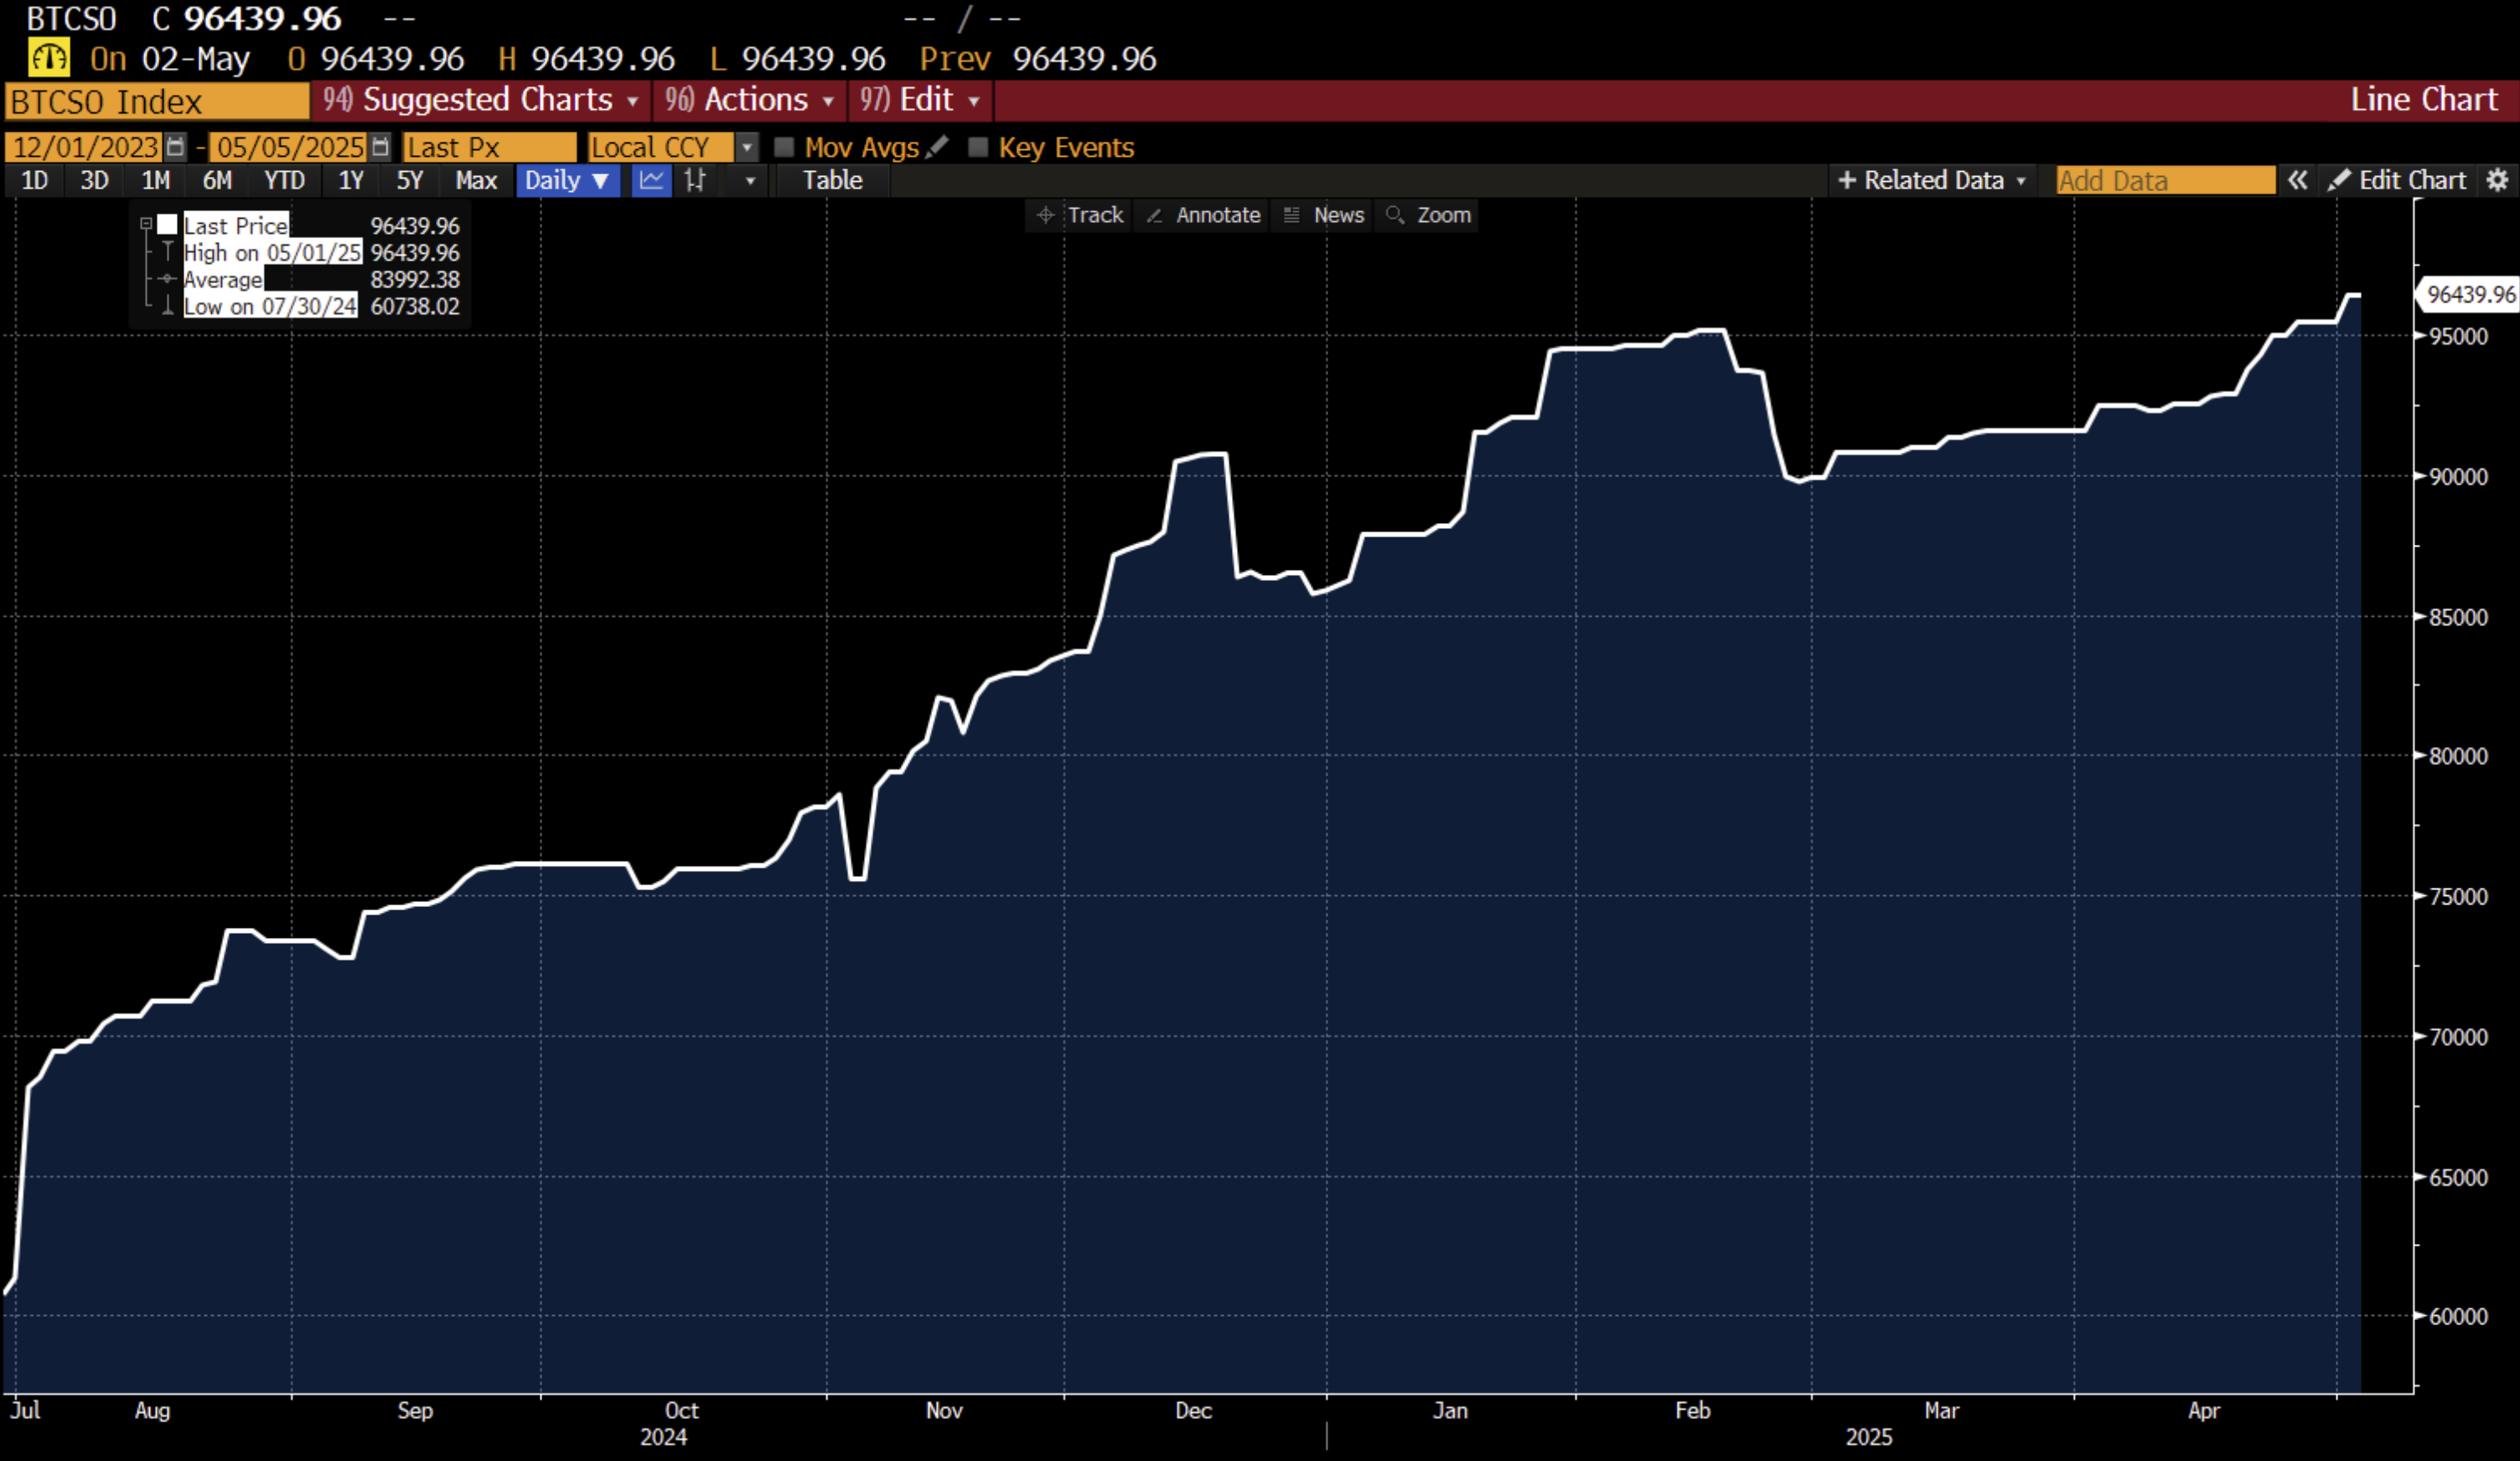 BTCSO C 96439.96 -- -- / --
On 02-May O 96439.96 H 96439.96 L 96439.96 Prev 96439.96
BTCSO Index 94) Suggested Charts 96) Actions 97) Edit Line Chart
12/01/2023 - 05/05/2025 Last Px Local CCY Mov Avgs Key Events
1D 3D 1M 6M YTD 1Y 5Y Max Daily ▼ Table + Related Data Add Data « Edit Chart
Track Annotate News Zoom
Last Price 96439.96
High on 05/01/25 96439.96
Average 83992.38
Low on 07/30/24 60738.02
96439.96
95000
90000
85000
80000
75000
70000
65000
60000
Jul Aug Sep Oct Nov Dec Jan Feb Mar Apr
2024 2025